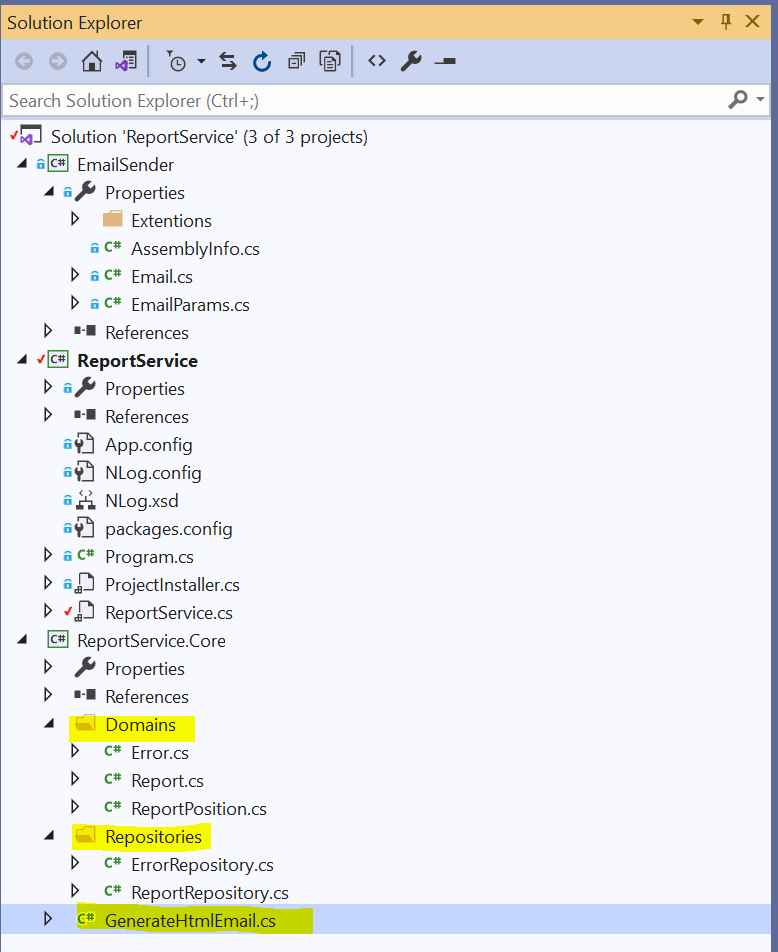 Solution Explorer
Search Solution Explorer (Ctrl+;)
Solution 'ReportService' (3 of 3 projects)
C# EmailSender
Properties
Extentions
C# AssemblyInfo.cs
C# Email.cs
C# EmailParams.cs
References
C# ReportService
Properties
References
App.config
NLog.config
NLog.xsd
packages.config
C# Program.cs
ProjectInstaller.cs
ReportService.cs
C# ReportService.Core
Properties
References
Domains
C# Error.cs
C# Report.cs
C# ReportPosition.cs
Repositories
C# ErrorRepository.cs
C# ReportRepository.cs
C# GenerateHtmlEmail.cs